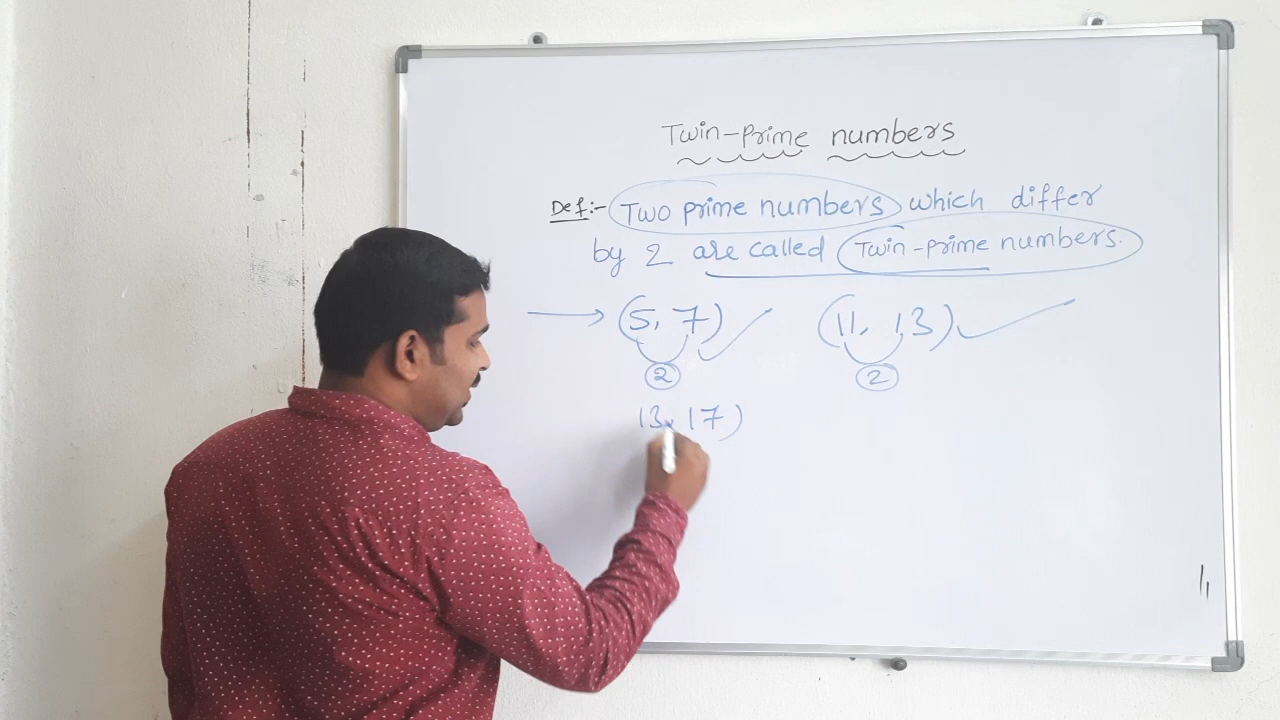 Twin-Prime numbers
Def:- Two prime numbers which differ
by 2 are called Twin-prime numbers.
(5, 7) (11, 13)
2 2
13, 17)